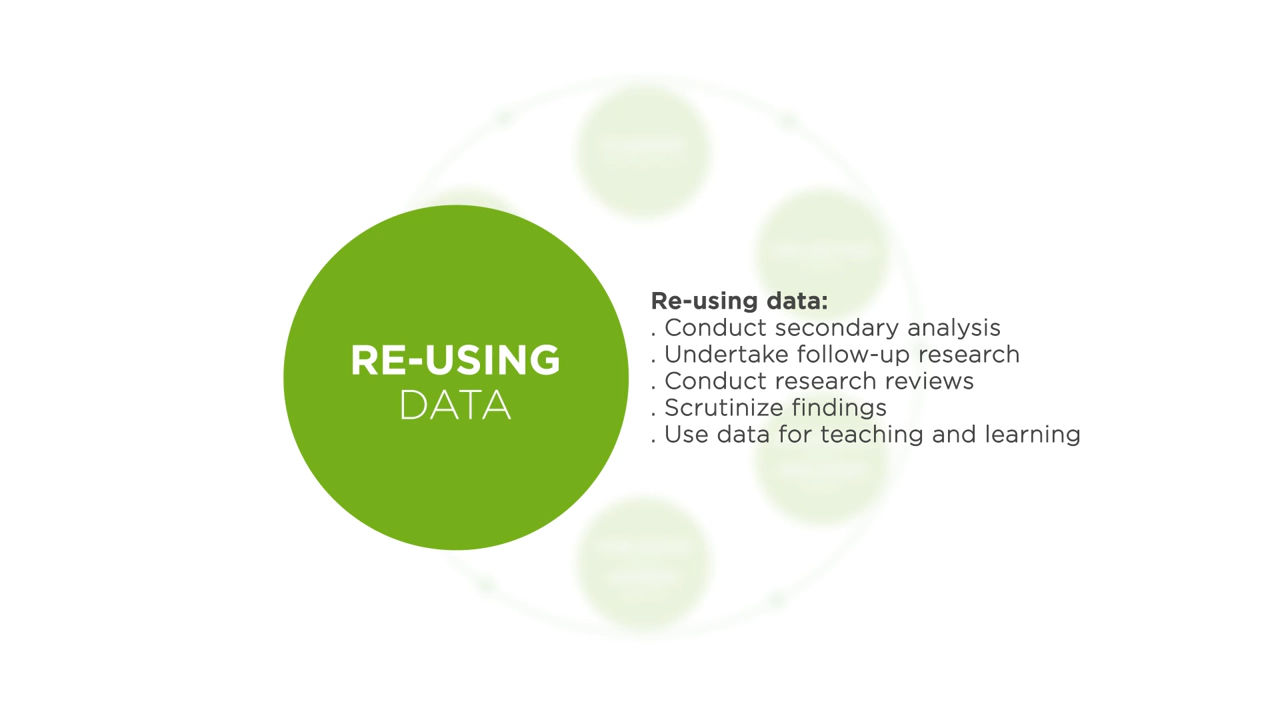 RE-USING
DATA
Re-using data:
. Conduct secondary analysis
. Undertake follow-up research
. Conduct research reviews
. Scrutinize findings
. Use data for teaching and learning